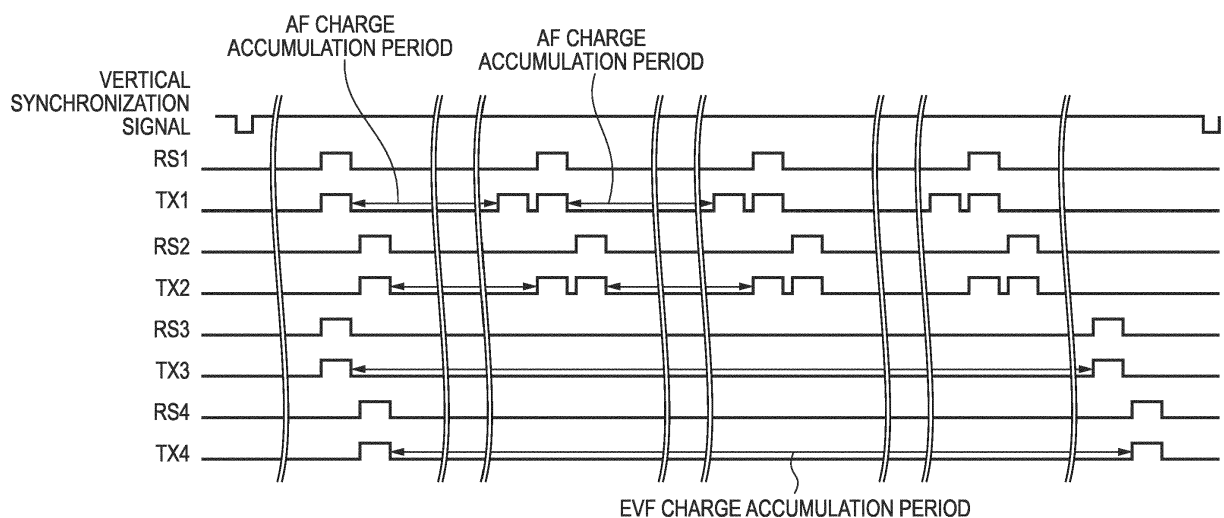 AF CHARGE
ACCUMULATION PERIOD
AF CHARGE
ACCUMULATION PERIOD
VERTICAL
SYNCHRONIZATION
SIGNAL
RS1
TX1
RS2
TX2
RS3
TX3
RS4
TX4
EVF CHARGE ACCUMULATION PERIOD